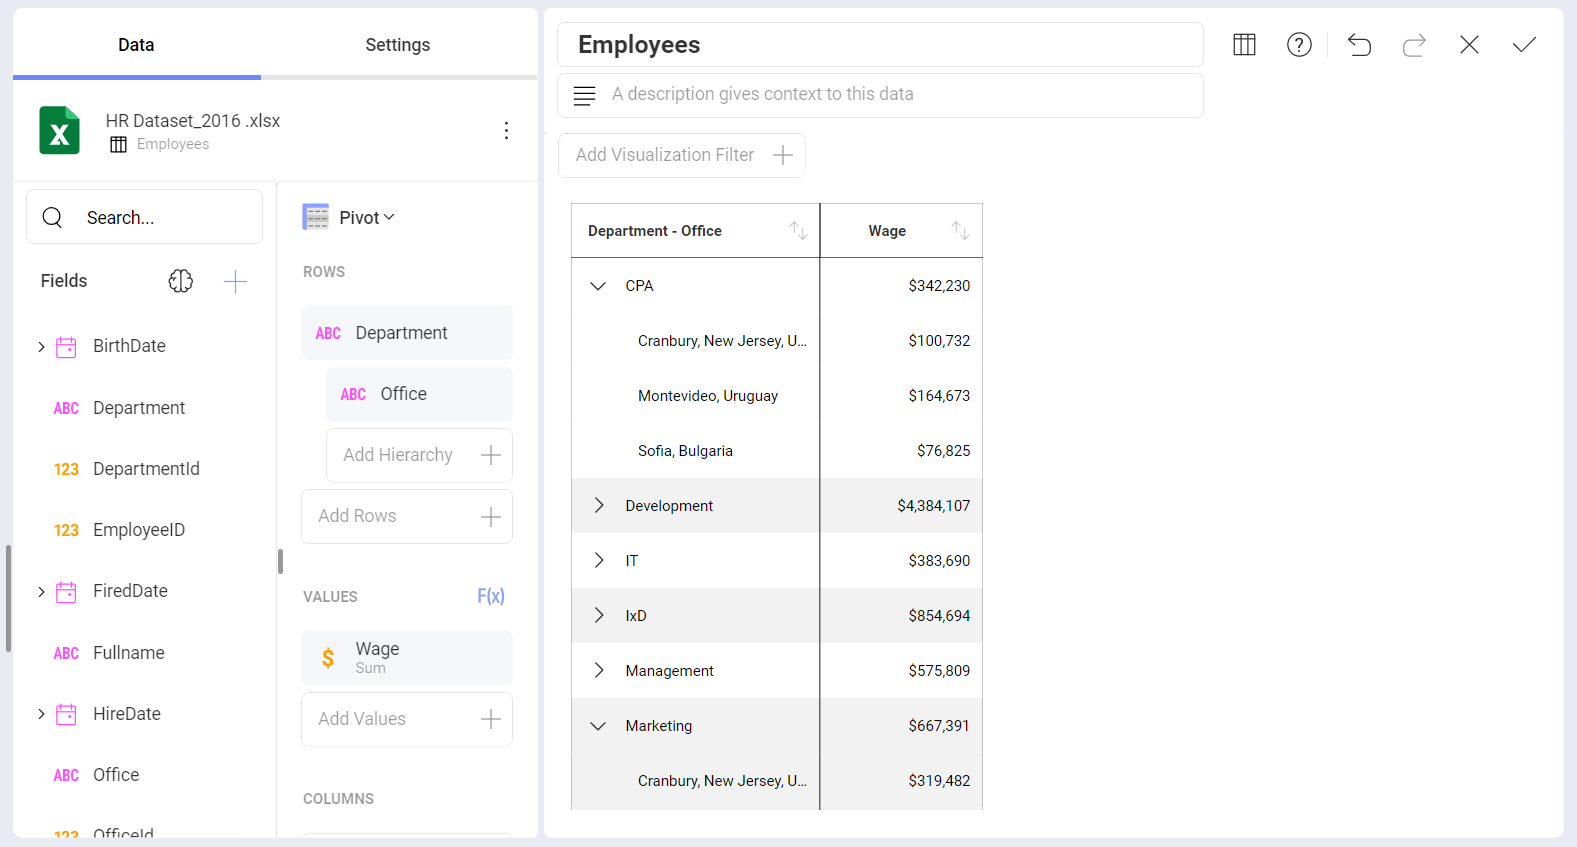 Data
Settings
HR Dataset_2016 .xlsx
Employees
Search...
Fields
BirthDate
ABC Department
123 DepartmentId
123 EmployeeID
FiredDate
ABC Fullname
HireDate
ABC Office
123 OfficeId
Pivot
ROWS
ABC Department
ABC Office
Add Hierarchy
Add Rows
VALUES F(x)
$ Wage
Sum
Add Values
COLUMNS
Employees
?
A description gives context to this data
Add Visualization Filter
Department - Office Wage
CPA $342,230
Cranbury, New Jersey, U... $100,732
Montevideo, Uruguay $164,673
Sofia, Bulgaria $76,825
Development $4,384,107
IT $383,690
IxD $854,694
Management $575,809
Marketing $667,391
Cranbury, New Jersey, U... $319,482